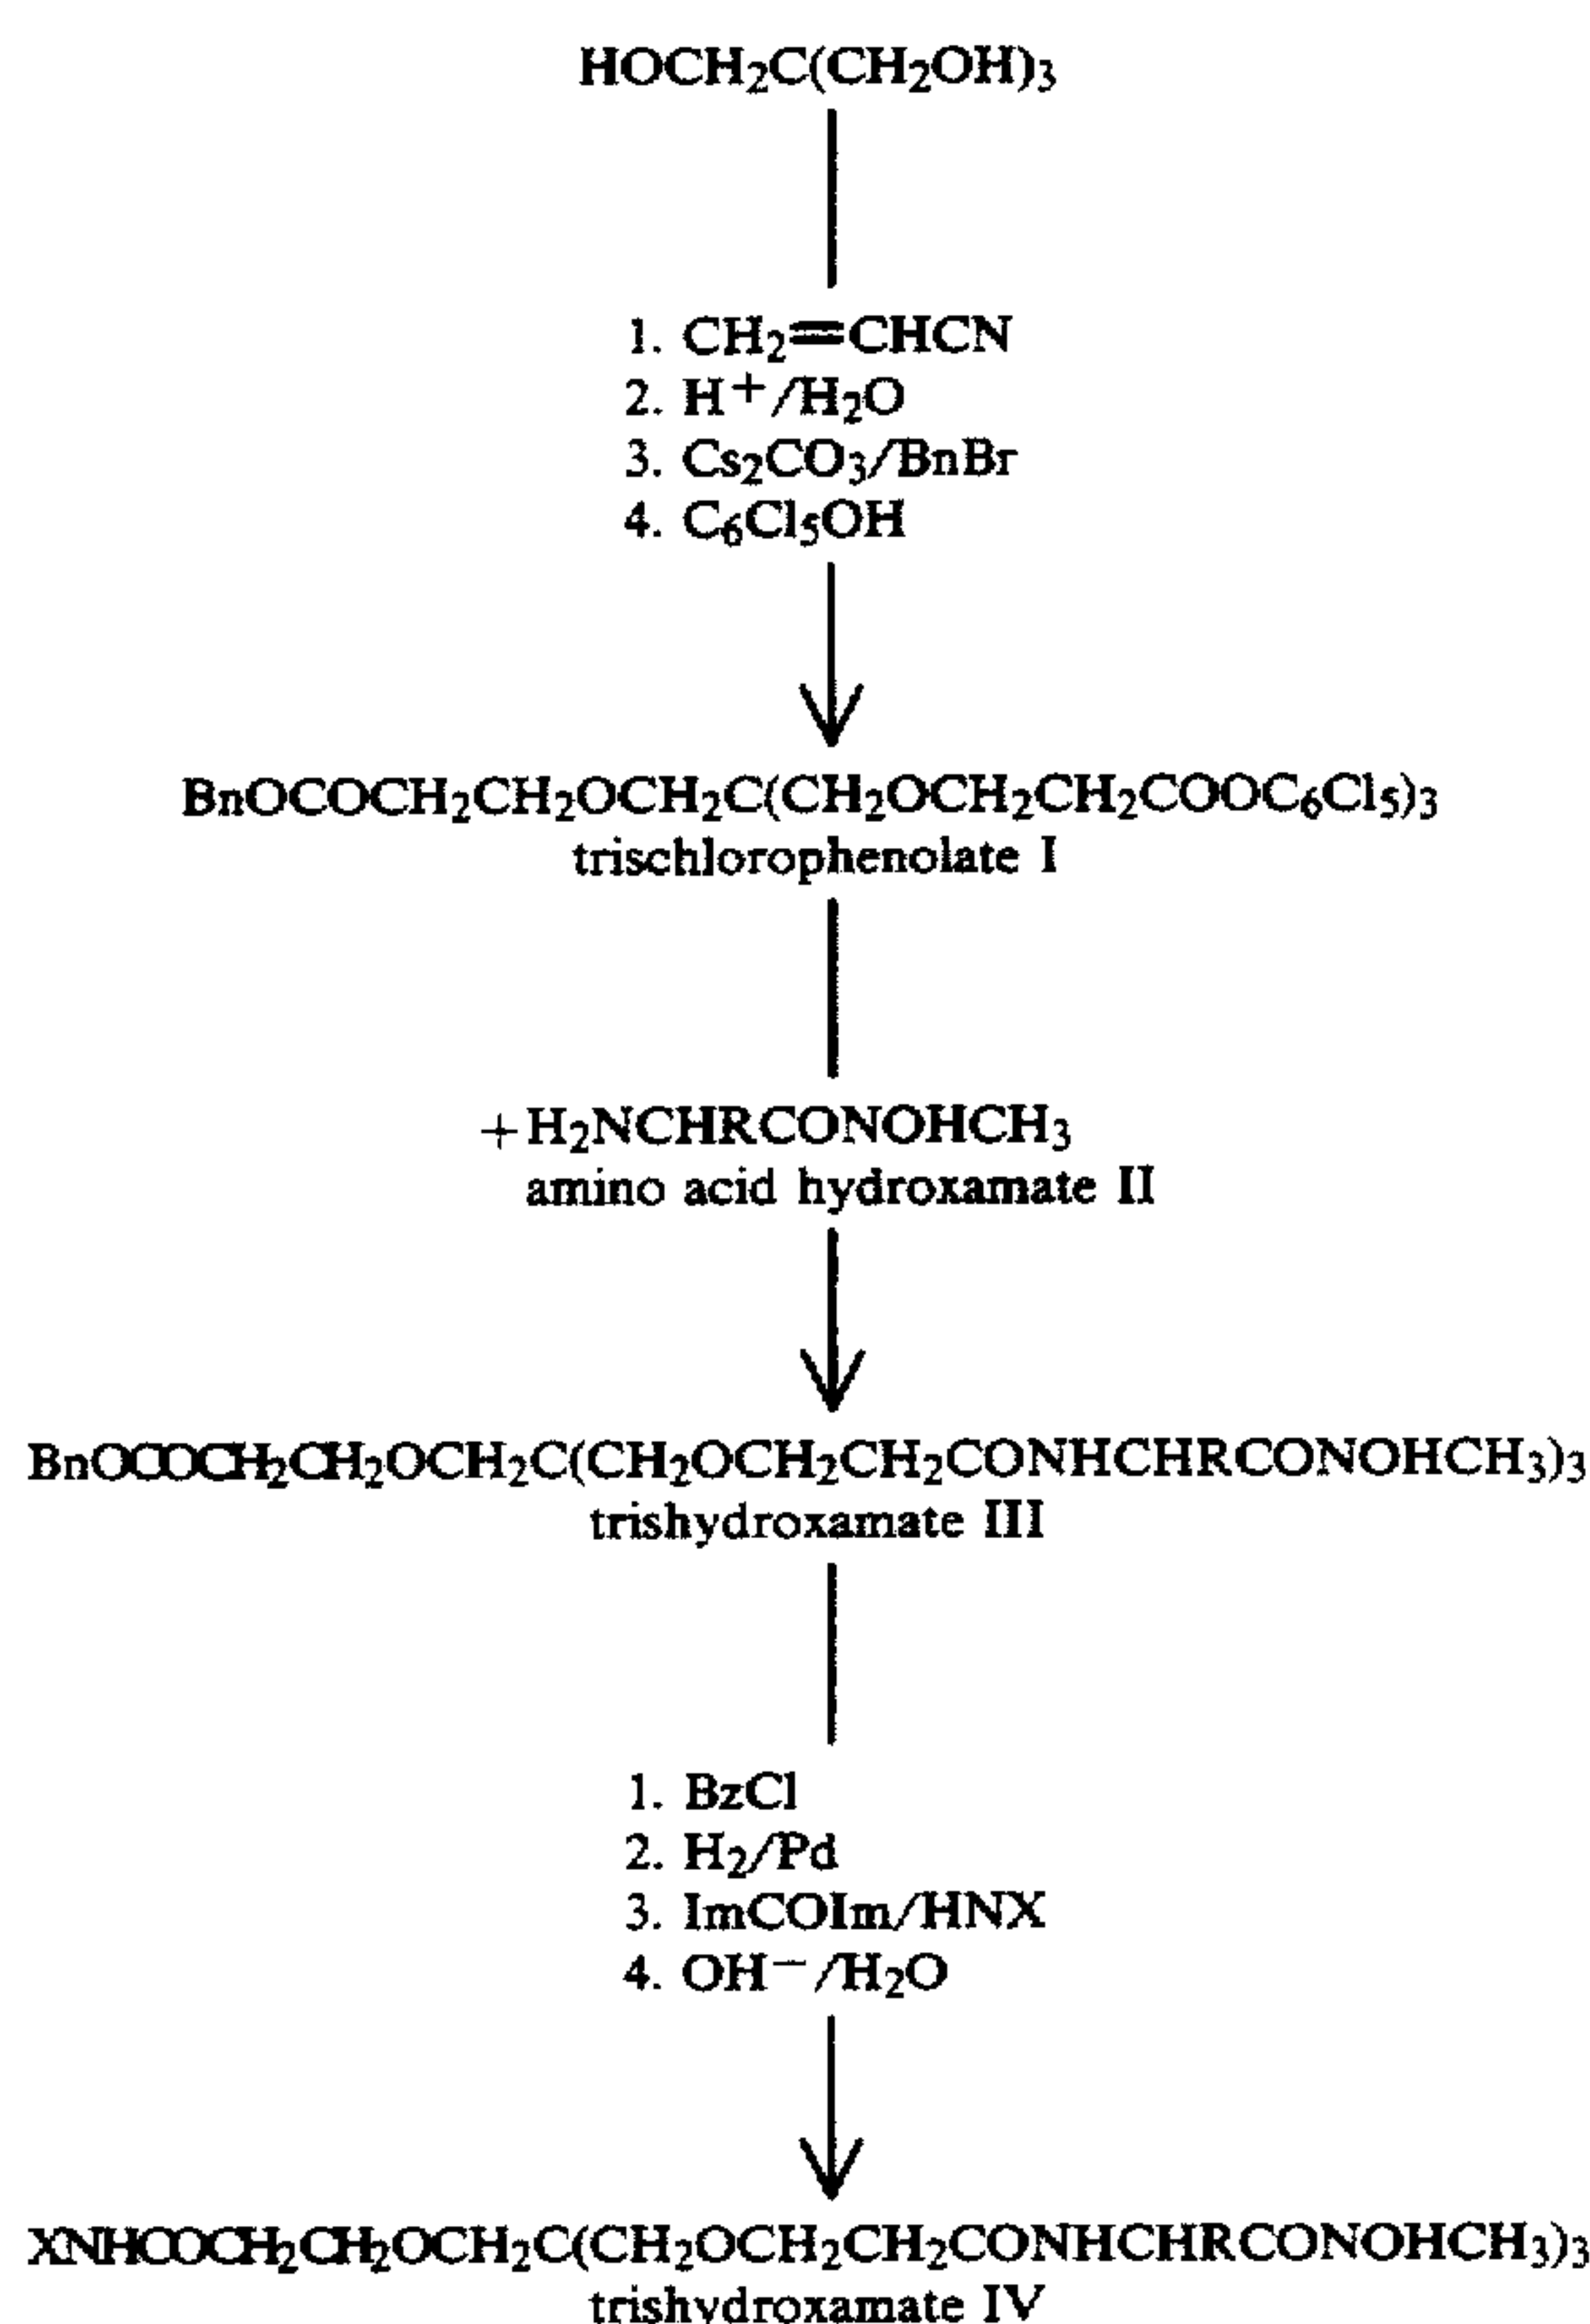 HOCH₂C(CH₂OH)₃
1. CH₂=CHCN
2. H⁺/H₂O
3. Cs₂CO₃/BnBr
4. C₆Cl₅OH
BnOCOCH₂CH₂OCH₂C(CH₂OCH₂CH₂COOC₆Cl₅)₃
trischlorophenolate I
+H₂NCHRCONOHCH₃
amino acid hydroxamate II
BnOCOCH₂CH₂OCH₂C(CH₂OCH₂CH₂CONHCHRCONOHCH₃)₃
trishydroxamate III
1. BzCl
2. H₂/Pd
3. ImCOIm/HNX
4. OH⁻/H₂O
XNHCOCH₂CH₂OCH₂C(CH₂OCH₂CH₂CONHCHRCONOHCH₃)₃
trishydroxamate IV